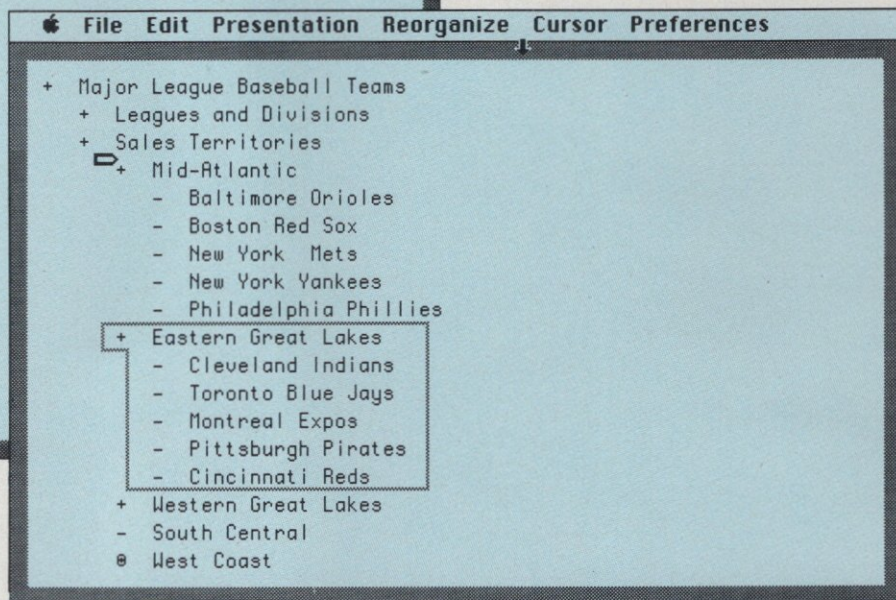 File Edit Presentation Reorganize Cursor Preferences
+ Major League Baseball Teams
+ Leagues and Divisions
+ Sales Territories
+ Mid-Atlantic
- Baltimore Orioles
- Boston Red Sox
- New York  Mets
- New York Yankees
- Philadelphia Phillies
+ Eastern Great Lakes
- Cleveland Indians
- Toronto Blue Jays
- Montreal Expos
- Pittsburgh Pirates
- Cincinnati Reds
+ Western Great Lakes
- South Central
⊖ West Coast